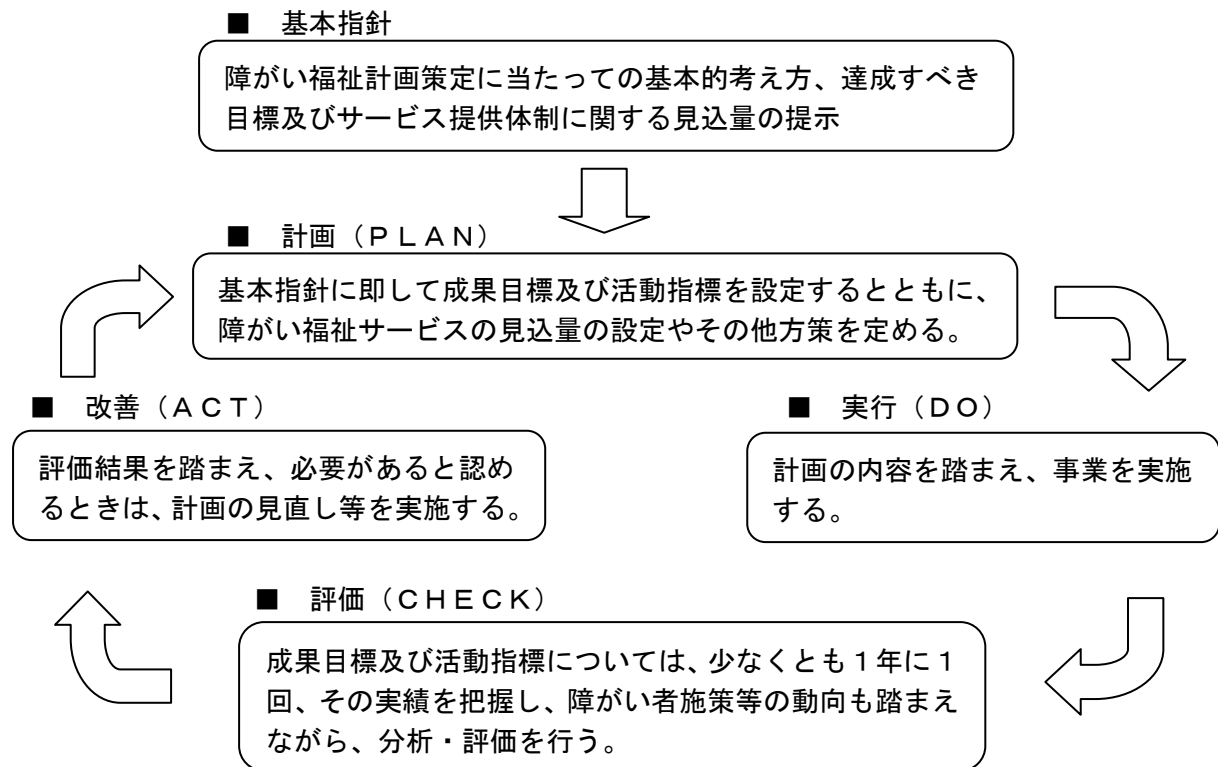 ■ 基本指針
障がい福祉計画策定に当たっての基本的考え方、達成すべき
目標及びサービス提供体制に関する見込量の提示
■ 計画（ＰＬＡＮ）
基本指針に即して成果目標及び活動指標を設定するとともに、
障がい福祉サービスの見込量の設定やその他方策を定める。
■ 改善（ＡＣＴ）
評価結果を踏まえ、必要があると認め
るときは、計画の見直し等を実施する。
■ 実行（ＤＯ）
計画の内容を踏まえ、事業を実施
する。
■ 評価（ＣＨＥＣＫ）
成果目標及び活動指標については、少なくとも１年に１
回、その実績を把握し、障がい者施策等の動向も踏まえ
ながら、分析・評価を行う。